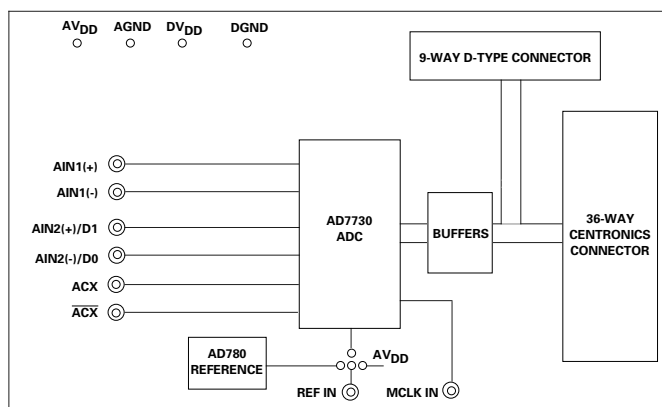 AVDD AGND DVDD DGND
9-WAY D-TYPE CONNECTOR
AIN1(+)
AIN1(-)
AIN2(+)/D1
AIN2(-)/D0
ACX
ACX
AD7730
ADC
BUFFERS
36-WAY
CENTRONICS
CONNECTOR
AD780
REFERENCE
AVDD
REF IN
MCLK IN